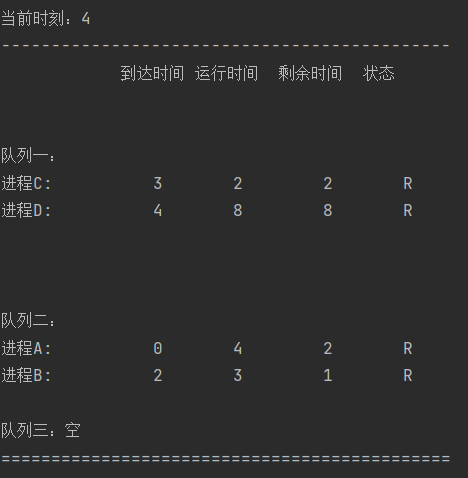 当前时刻：4
---------------------------------------------
到达时间 运行时间 剩余时间 状态
队列一：
进程C: 3 2 2 R
进程D: 4 8 8 R
队列二：
进程A: 0 4 2 R
进程B: 2 3 1 R
队列三：空
=============================================